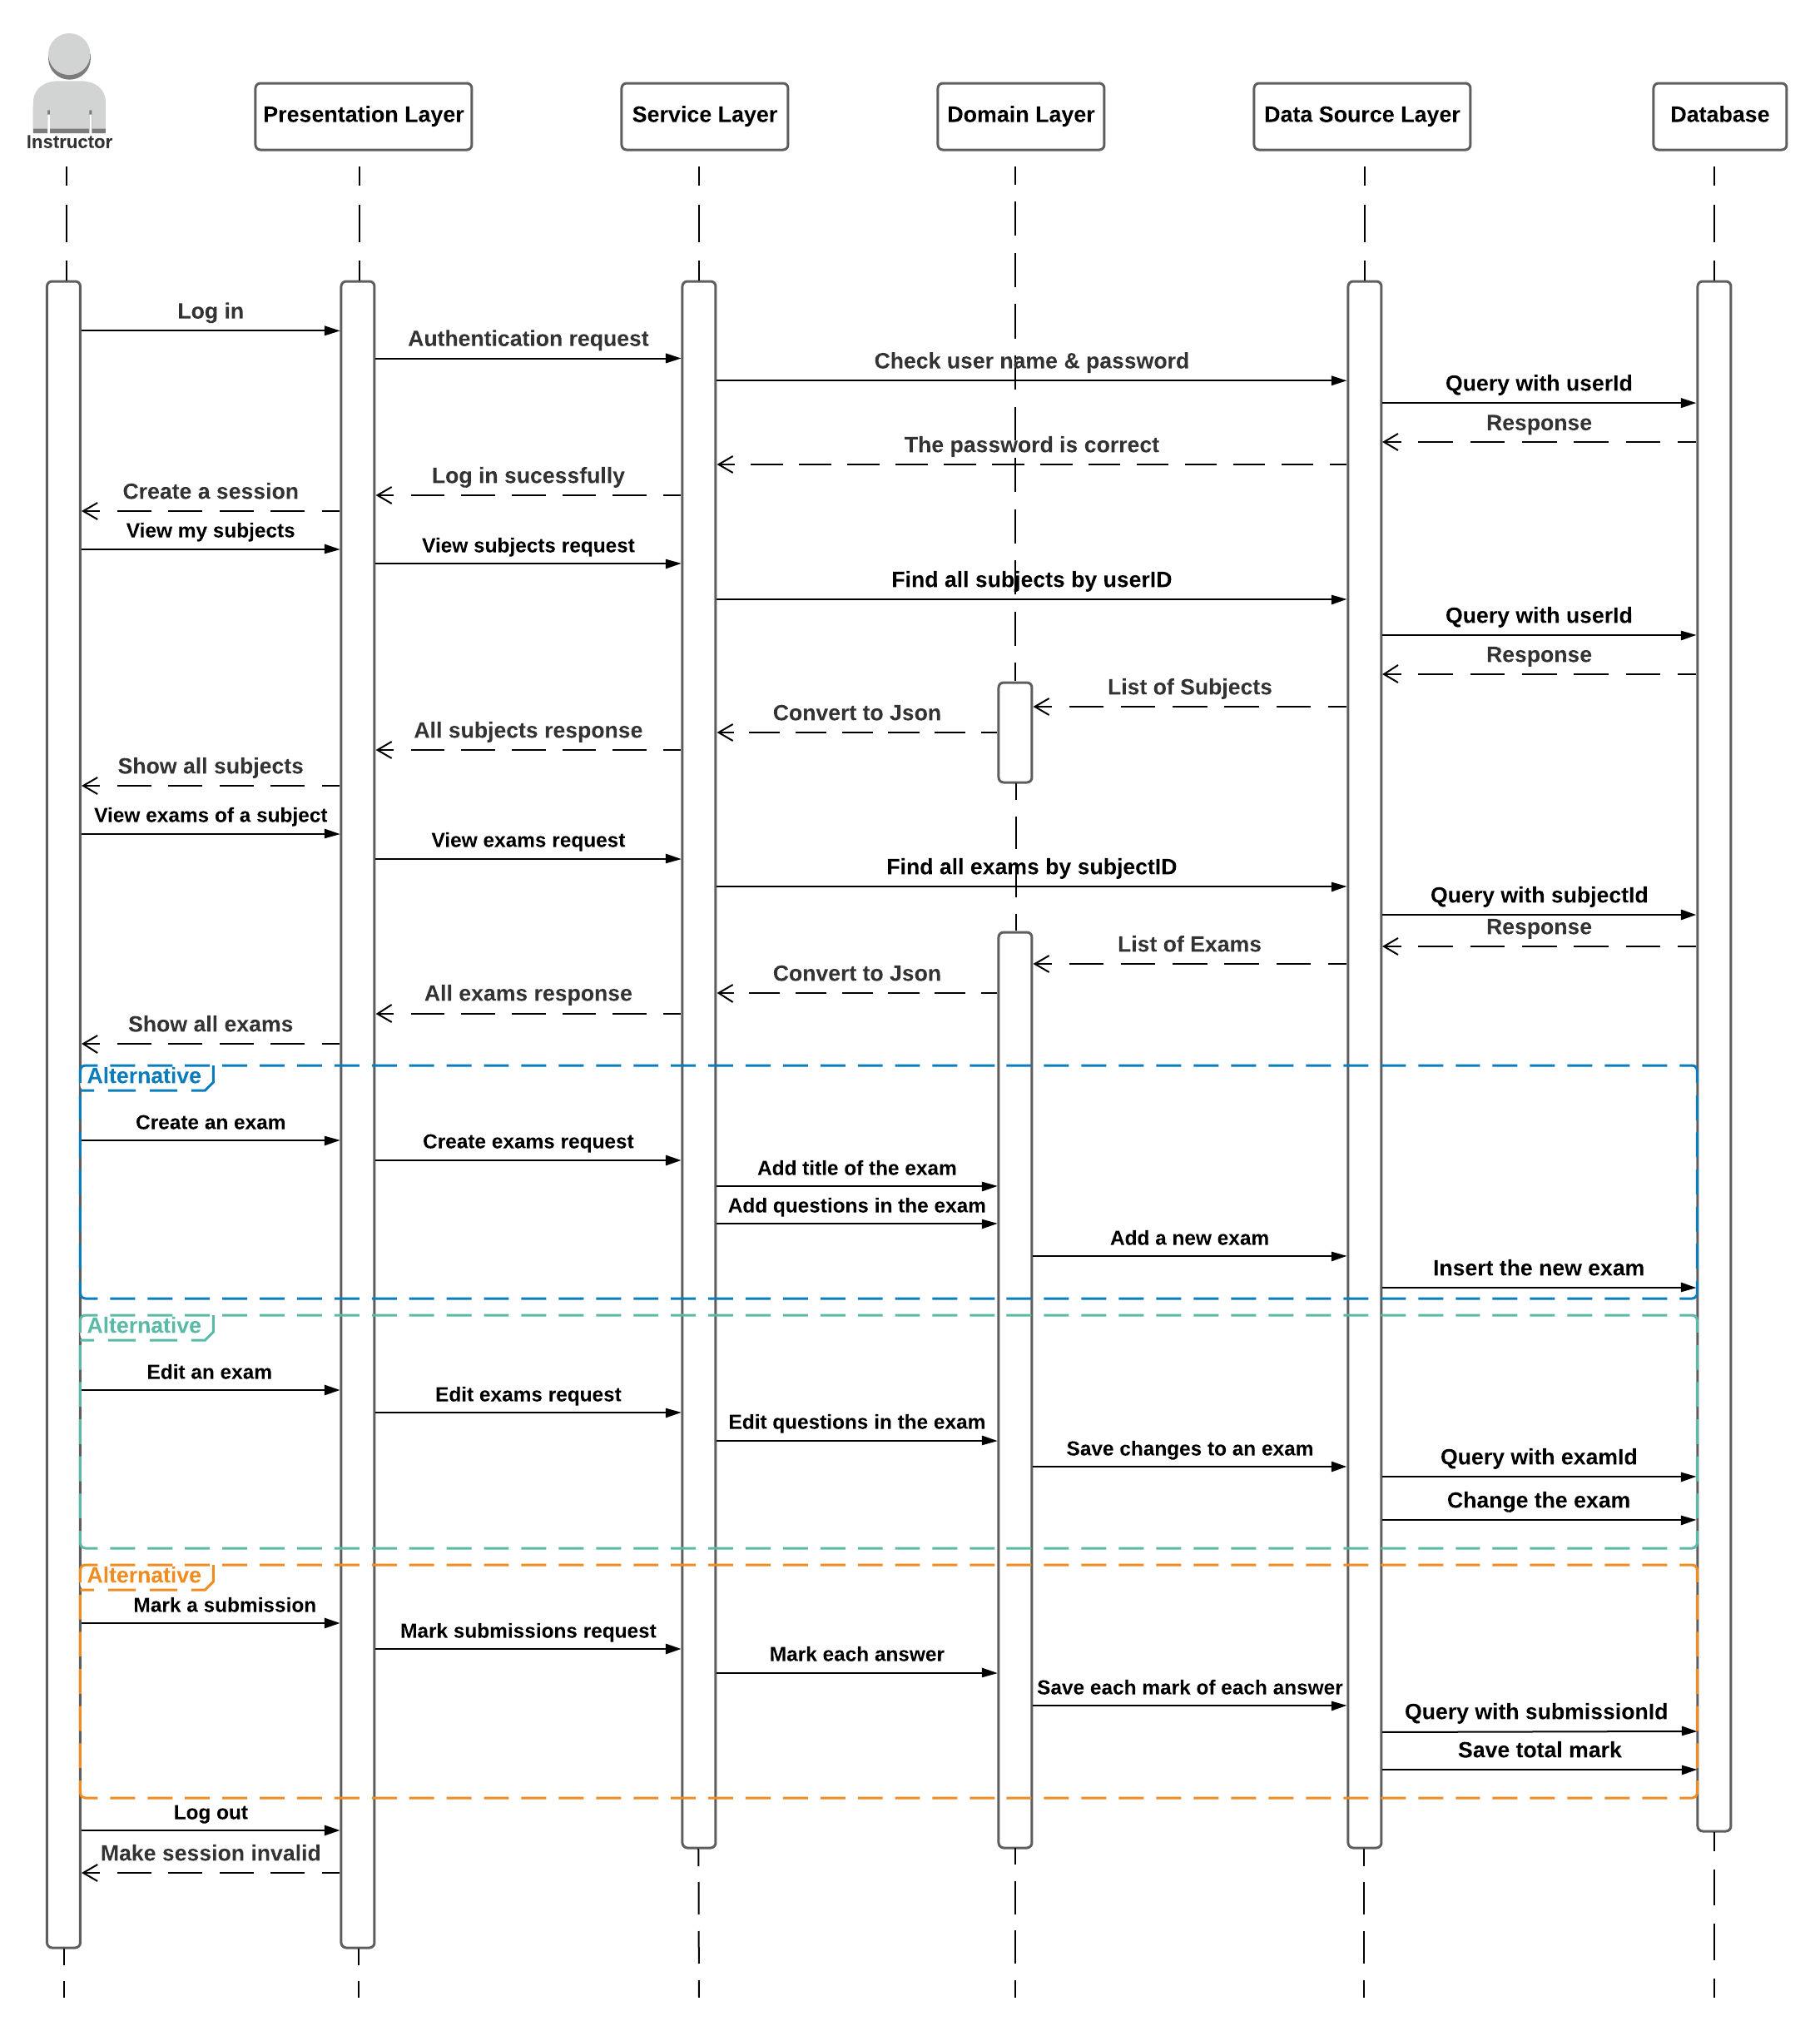 Instructor
Presentation Layer
Service Layer
Domain Layer
Data Source Layer
Database
Log in
Authentication request
Check user name & password
Query with userId
Response
The password is correct
Log in sucessfully
Create a session
View my subjects
View subjects request
Find all subjects by userID
Query with userId
Response
List of Subjects
Convert to Json
All subjects response
Show all subjects
View exams of a subject
View exams request
Find all exams by subjectID
Query with subjectId
Response
List of Exams
Convert to Json
All exams response
Show all exams
Alternative
Create an exam
Create exams request
Add title of the exam
Add questions in the exam
Add a new exam
Insert the new exam
Alternative
Edit an exam
Edit exams request
Edit questions in the exam
Save changes to an exam
Query with examId
Change the exam
Alternative
Mark a submission
Mark submissions request
Mark each answer
Save each mark of each answer
Query with submissionId
Save total mark
Log out
Make session invalid